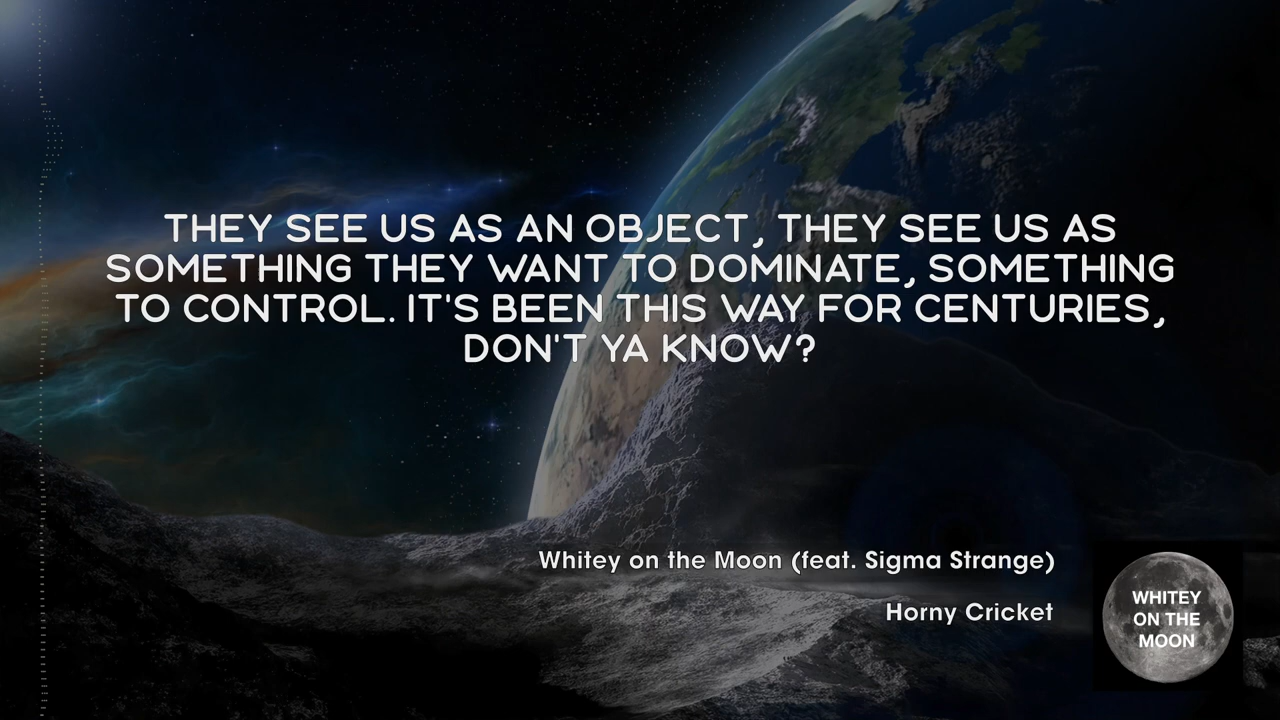 THEY SEE US AS AN OBJECT, THEY SEE US AS
SOMETHING THEY WANT TO DOMINATE, SOMETHING
TO CONTROL. IT'S BEEN THIS WAY FOR CENTURIES,
DON'T YA KNOW?
Whitey on the Moon (feat. Sigma Strange)
Horny Cricket
WHITEY
ON THE
MOON